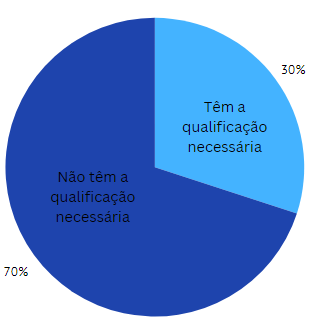 30%
Têm a
qualificação
necessária
Não têm a
qualificação
necessária
70%